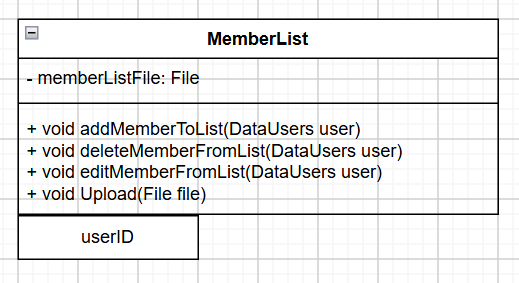 MemberList
- memberListFile: File
+ void addMemberToList(DataUsers user)
+ void deleteMemberFromList(DataUsers user)
+ void editMemberFromList(DataUsers user)
+ void Upload(File file)
userID